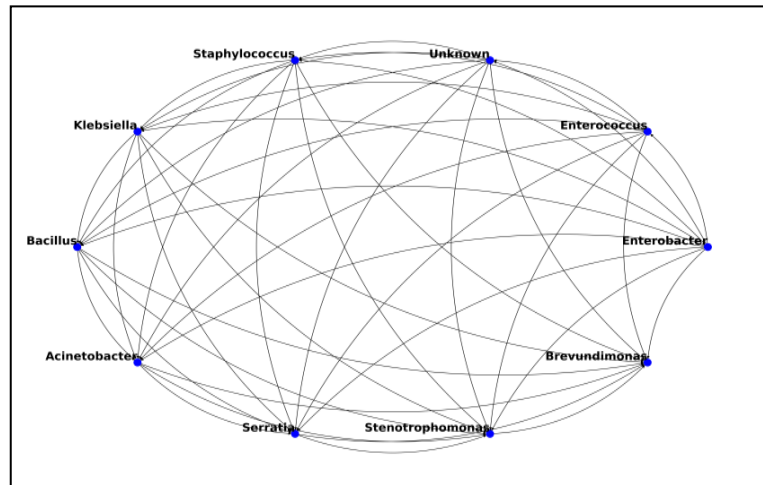 Staphylococcus
Unknown
Klebsiella
Enterococcus
Bacillus
Enterobacter
Acinetobacter
Brevundimonas
Serratia
Stenotrophomonas